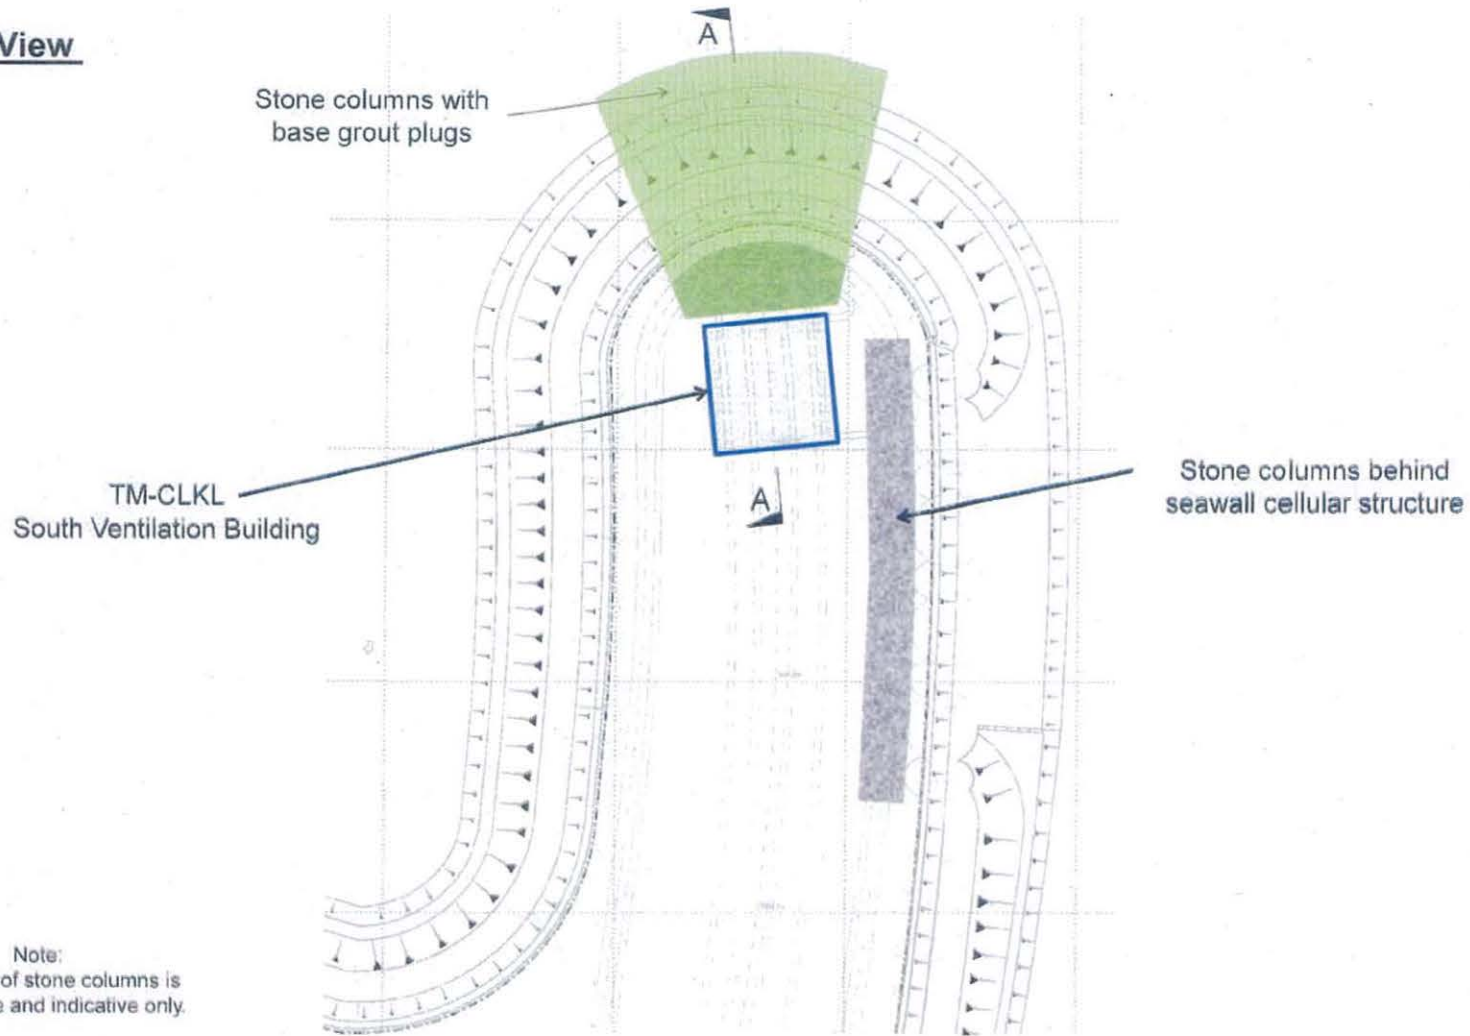 View
A
Stone columns with
base grout plugs
TM-CLKL
South Ventilation Building
A
Stone columns behind
seawall cellular structure
Note:
of stone columns is
and indicative only.